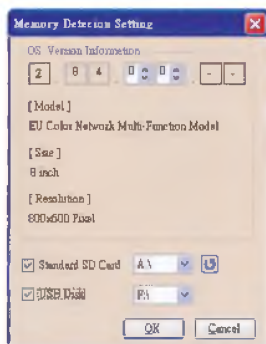 Memory Detection Setting
OS Version Information
2 . 8 4 . 0 0 . - -
[ Model ]
EU Color Network Multi-Function Model
[ Size ]
8 inch
[ Resolution ]
800x600 Pixel
Standard SD Card A:\
USB Disk F:\
OK Cancel